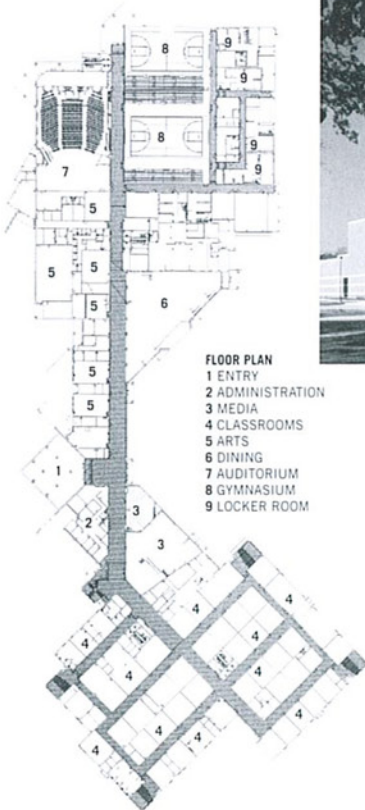 8
9
9
8
9
9
7
5
5
5
6
5
5
5
1
2
3
3
4
4
4
4
4
4
4
4
4
4
FLOOR PLAN
1 ENTRY
2 ADMINISTRATION
3 MEDIA
4 CLASSROOMS
5 ARTS
6 DINING
7 AUDITORIUM
8 GYMNASIUM
9 LOCKER ROOM